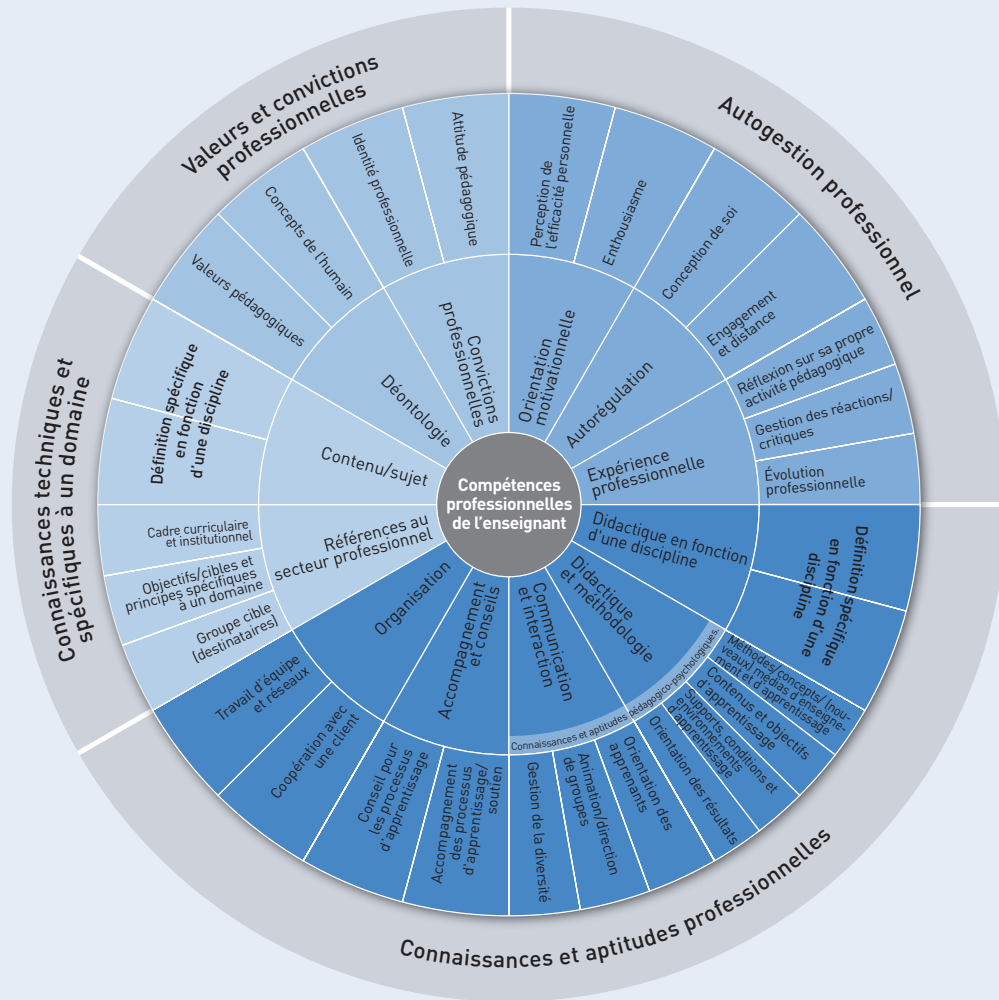 Compétences
professionnelles
de l'enseignant
Valeurs et convictions
professionnelles
Déontologie
Valeurs pédagogiques
Concepts de l'humain
Convictions
professionnelles
Identité professionnelle
Attitude pédagogique
Autogestion professionnel
Orientation
motivationnelle
Perception de
l'efficacité personnelle
Enthousiasme
Autorégulation
Conception de soi
Engagement
et distance
Expérience
professionnelle
Réflexion sur sa propre
activité pédagogique
Gestion des réactions/
critiques
Évolution
professionnelle
Connaissances et aptitudes professionnelles
Didactique en fonction
d'une discipline
Définition spécifique
en fonction d'une
discipline
Didactique
et méthodologie
Connaissances et aptitudes pédagogico-psychologiques
Méthodes/concepts/(nou-
veaux) médias d'enseigne-
ment et d'apprentissage
Contenus et objectifs
d'apprentissage
Supports, conditions et
environnements
d'apprentissage
Orientation des résultats
Communication
et interaction
Orientation des
apprenants
Animation/direction
de groupes
Gestion de la diversité
Accompagnement
et conseils
Accompagnement
des processus
d'apprentissage/
soutien
Conseil pour
les processus
d'apprentissage
Organisation
Coopération avec
une client
Travail d'équipe
et réseaux
Connaissances techniques et
spécifiques à un domaine
Références au
secteur professionnel
Groupe cible
(destinataires)
Objectifs/cibles et
principes spécifiques
à un domaine
Cadre curriculaire
et institutionnel
Contenu/sujet
Définition spécifique
en fonction
d'une discipline